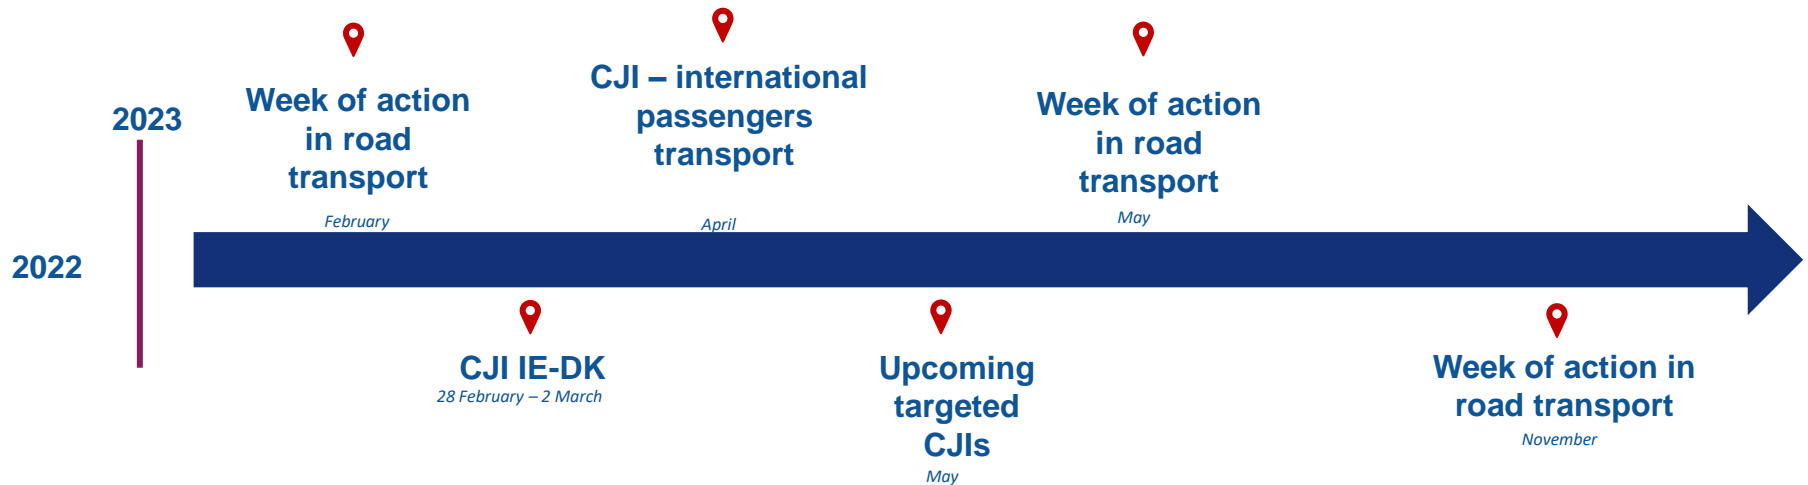 2023
2022
Week of action
in road
transport
February
CJI – international
passengers
transport
April
Week of action
in road
transport
May
CJI IE-DK
28 February – 2 March
Upcoming
targeted
CJIs
May
Week of action in
road transport
November